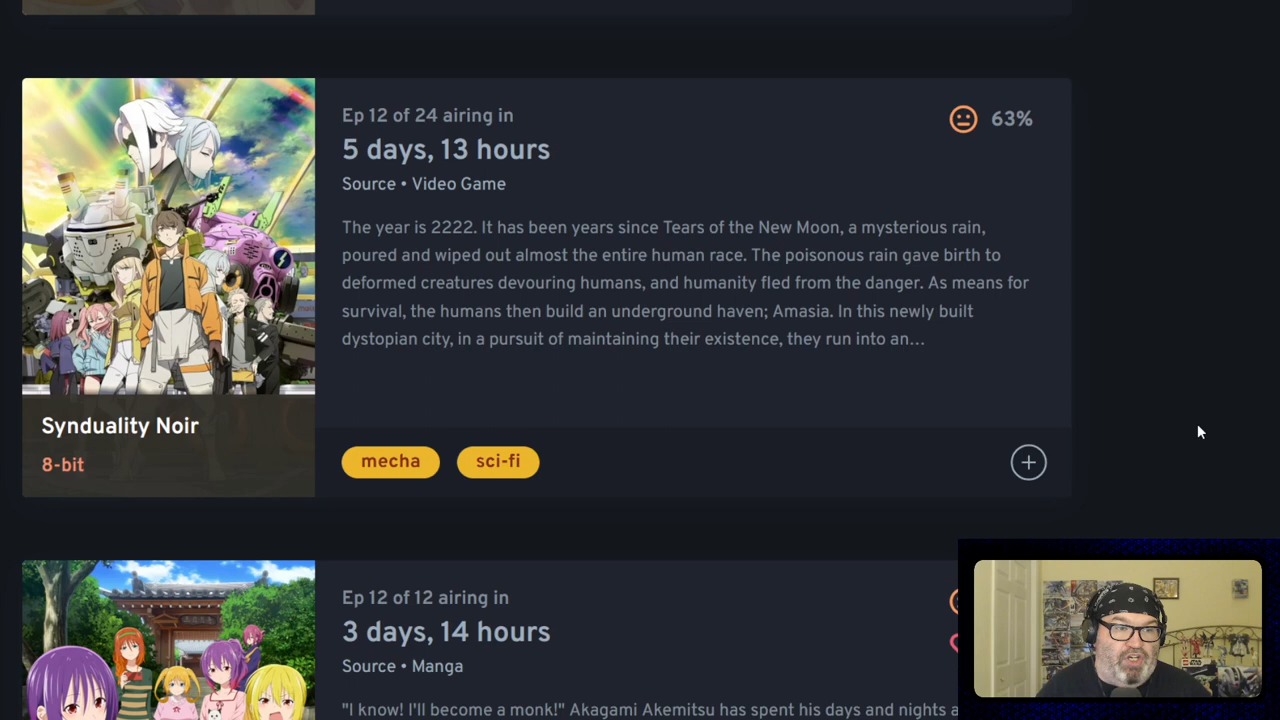 Ep 12 of 24 airing in
63%
5 days, 13 hours
Source • Video Game
The year is 2222. It has been years since Tears of the New Moon, a mysterious rain,
poured and wiped out almost the entire human race. The poisonous rain gave birth to
deformed creatures devouring humans, and humanity fled from the danger. As means for
survival, the humans then build an underground haven; Amasia. In this newly built
dystopian city, in a pursuit of maintaining their existence, they run into an…
Synduality Noir
8-bit
mecha
sci-fi
Ep 12 of 12 airing in
3 days, 14 hours
Source • Manga
"I know! I'll become a monk!" Akagami Akemitsu has spent his days and nights a